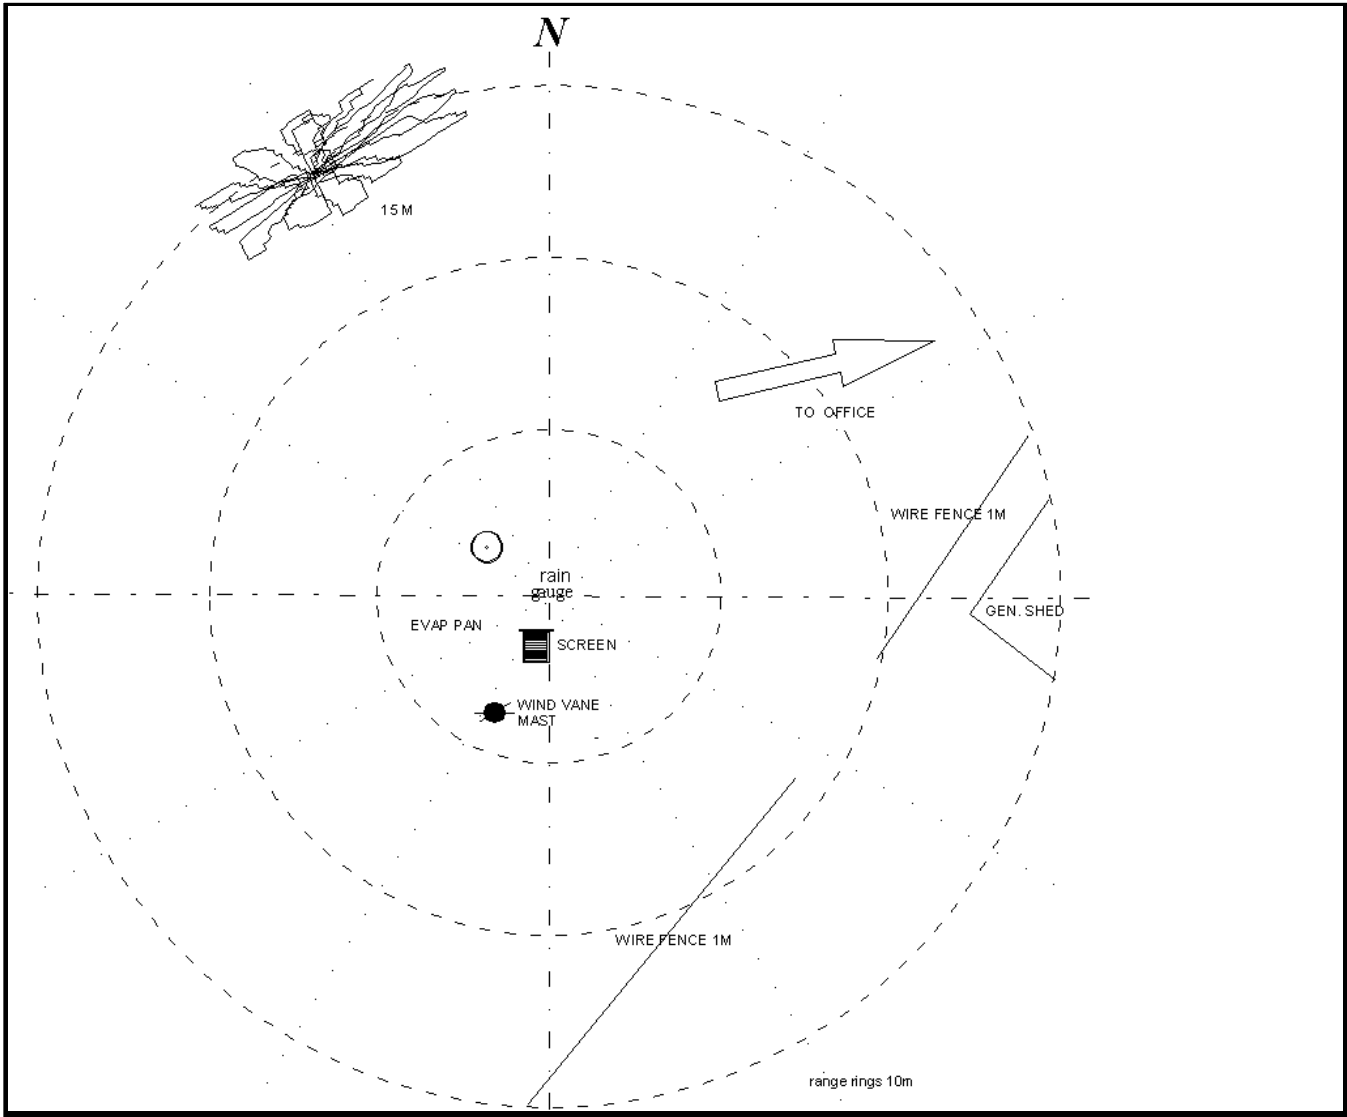 N
15M
TO OFFICE
WIRE FENCE 1M
rain
gauge
GEN. SHED
EVAP PAN
SCREEN
WIND VANE
MAST
WIRE FENCE 1M
range rings 10m